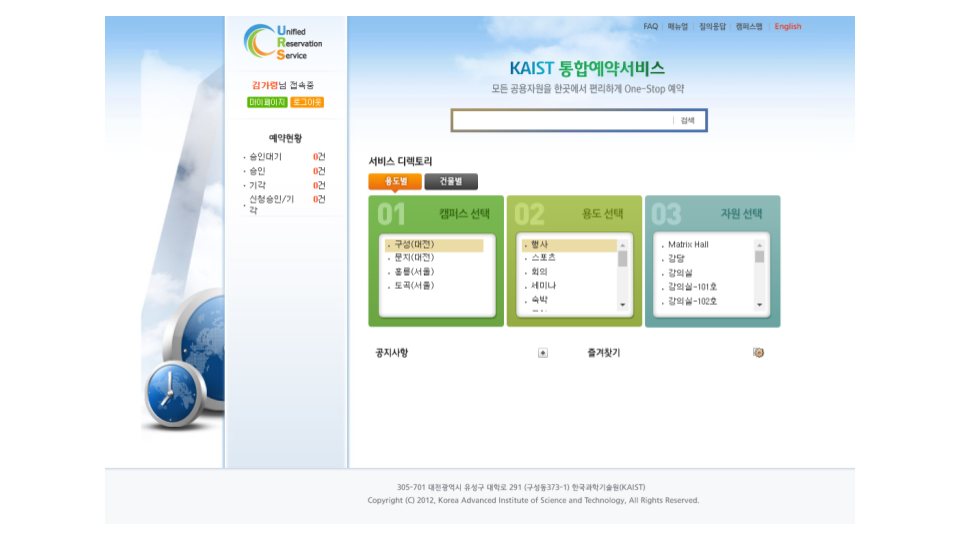 Unified
Reservation
Service
FAQ 매뉴얼 질의응답 캠퍼스맵 English
KAIST 통합예약서비스
모든 공용자원을 한곳에서 편리하게 One-Stop 예약
검색
김가령님 접속중
마이페이지 로그아웃
예약현황
승인대기 0건
승인 0건
기각 0건
신청승인/기각 0건
서비스 디렉토리
용도별 건물별
01 캠퍼스 선택
구성(대전)
문지(대전)
홍릉(서울)
도곡(서울)
02 용도 선택
행사
스포츠
회의
세미나
숙박
03 자원 선택
Matrix Hall
강당
강의실
강의실-101호
강의실-102호
공지사항 즐겨찾기
305-701 대전광역시 유성구 대학로 291 (구성동373-1) 한국과학기술원(KAIST)
Copyright (C) 2012, Korea Advanced Institute of Science and Technology, All Rights Reserved.